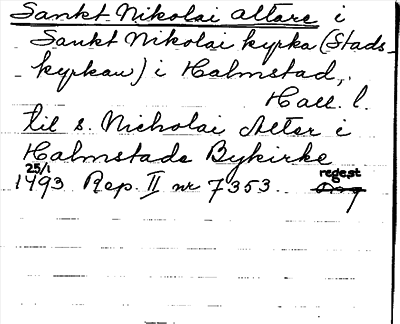 Sankt Nikolai altare i
Sankt Nikolai kyrka (Stads-
kyrkan) i Halmstad,
Hall. l.
til s. Nicholai Alter i
Halmstade Bykirke
25/1 regest
1493. Rep. II nr 7353.